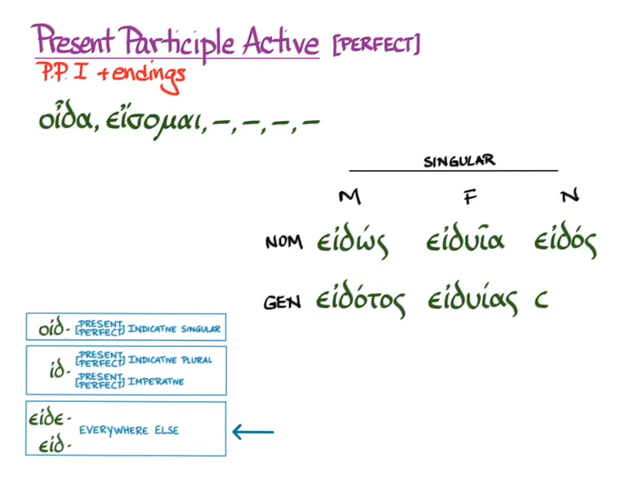 Present Participle Active [PERFECT]
P.P. I + endings
οἶδα, εἴσομαι, –, –, –, –
SINGULAR
M F N
NOM εἰδώς εἰδυῖα εἰδός
GEN εἰδότος εἰδυίας
οἰδ- [PRESENT PERFECT] INDICATIVE SINGULAR
ἰδ- [PRESENT PERFECT] INDICATIVE PLURAL
[PRESENT PERFECT] IMPERATIVE
εἰδε-
εἰδ- EVERYWHERE ELSE